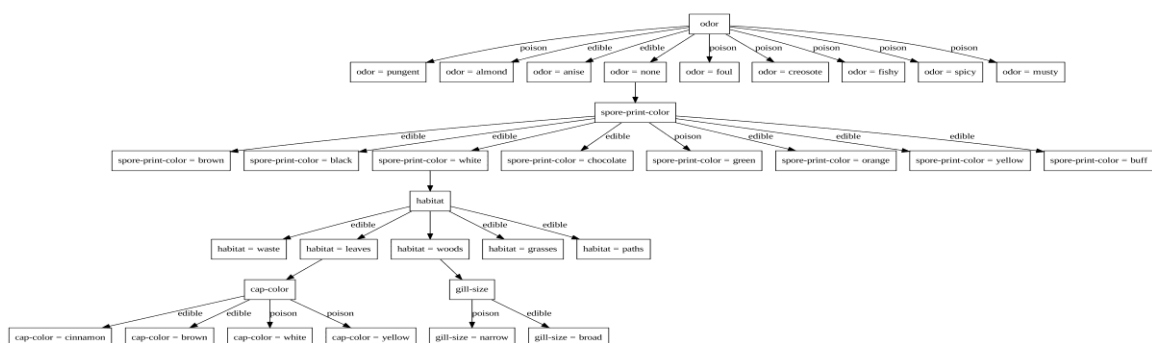 odor
poison edible edible poison poison poison poison poison
odor = pungent odor = almond odor = anise odor = none odor = foul odor = creosote odor = fishy odor = spicy odor = musty
spore-print-color
edible edible edible poison edible edible edible
spore-print-color = brown spore-print-color = black spore-print-color = white spore-print-color = chocolate spore-print-color = green spore-print-color = orange spore-print-color = yellow spore-print-color = buff
habitat
edible edible edible
habitat = waste habitat = leaves habitat = woods habitat = grasses habitat = paths
cap-color gill-size
edible edible poison poison poison edible
cap-color = cinnamon cap-color = brown cap-color = white cap-color = yellow gill-size = narrow gill-size = broad